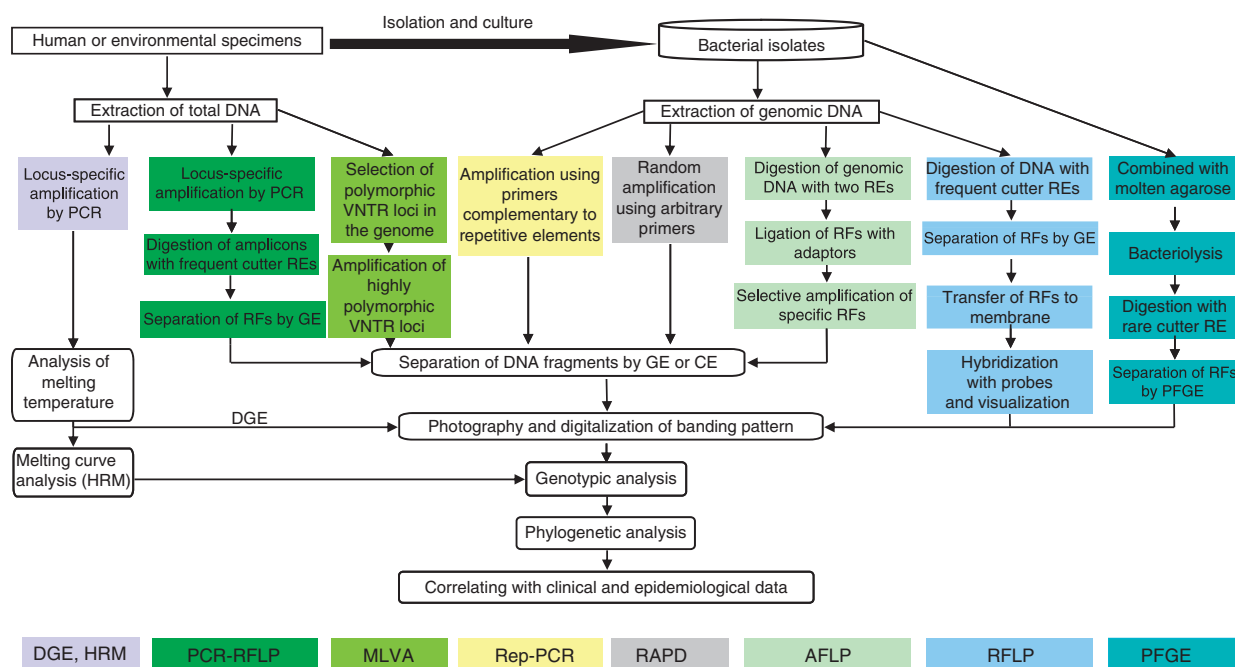 Isolation and culture
Human or environmental specimens
Bacterial isolates
Extraction of total DNA
Extraction of genomic DNA
Locus-specific
amplification
by PCR
Locus-specific
amplification by PCR
Selection of
polymorphic
VNTR loci in
the genome
Amplification using
primers
complementary to
repetitive elements
Random
amplification
using arbitrary
primers
Digestion of genomic
DNA with two REs
Digestion of DNA with
frequent cutter REs
Combined with
molten agarose
Digestion of amplicons
with frequent cutter REs
Amplification of
highly
polymorphic
VNTR loci
Ligation of RFs with
adaptors
Separation of RFs by GE
Bacteriolysis
Separation of RFs by GE
Selective amplification of
specific RFs
Transfer of RFs to
membrane
Digestion with
rare cutter RE
Analysis of
melting
temperature
Separation of DNA fragments by GE or CE
Hybridization
with probes
and visualization
Separation of RFs
by PFGE
DGE
Photography and digitalization of banding pattern
Melting curve
analysis (HRM)
Genotypic analysis
Phylogenetic analysis
Correlating with clinical and epidemiological data
DGE, HRM
PCR-RFLP
MLVA
Rep-PCR
RAPD
AFLP
RFLP
PFGE